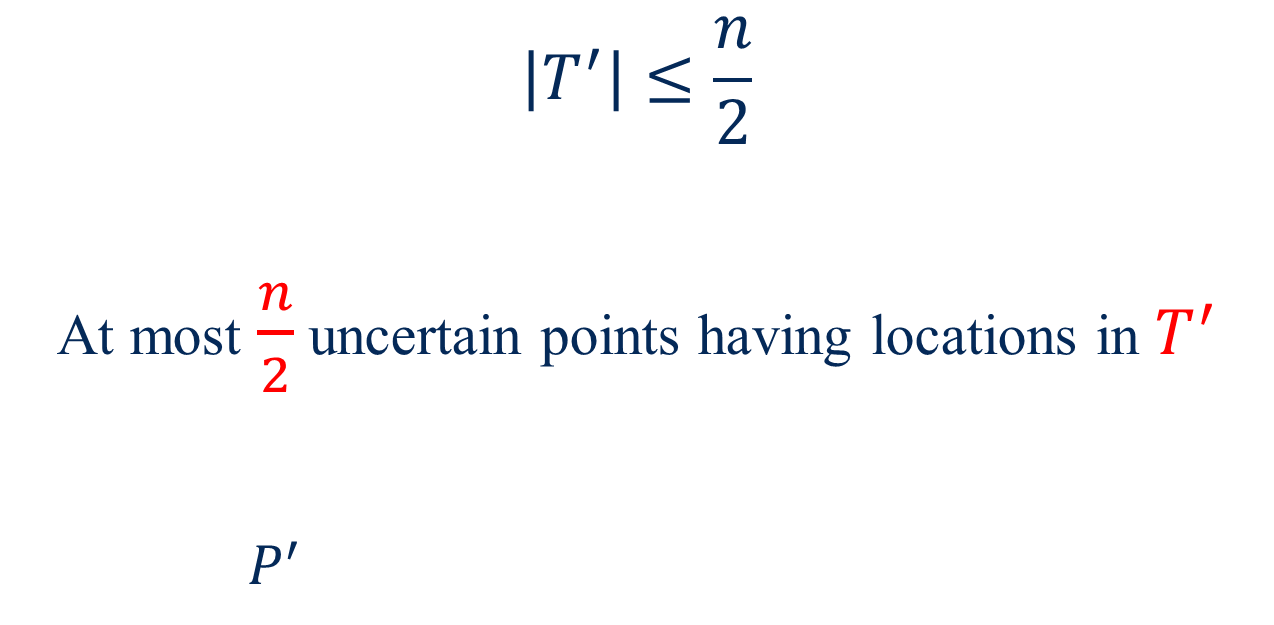 |𝑇′| ≤ 𝑛/2
At most 𝑛/2 uncertain points having locations in 𝑇′
𝑃′